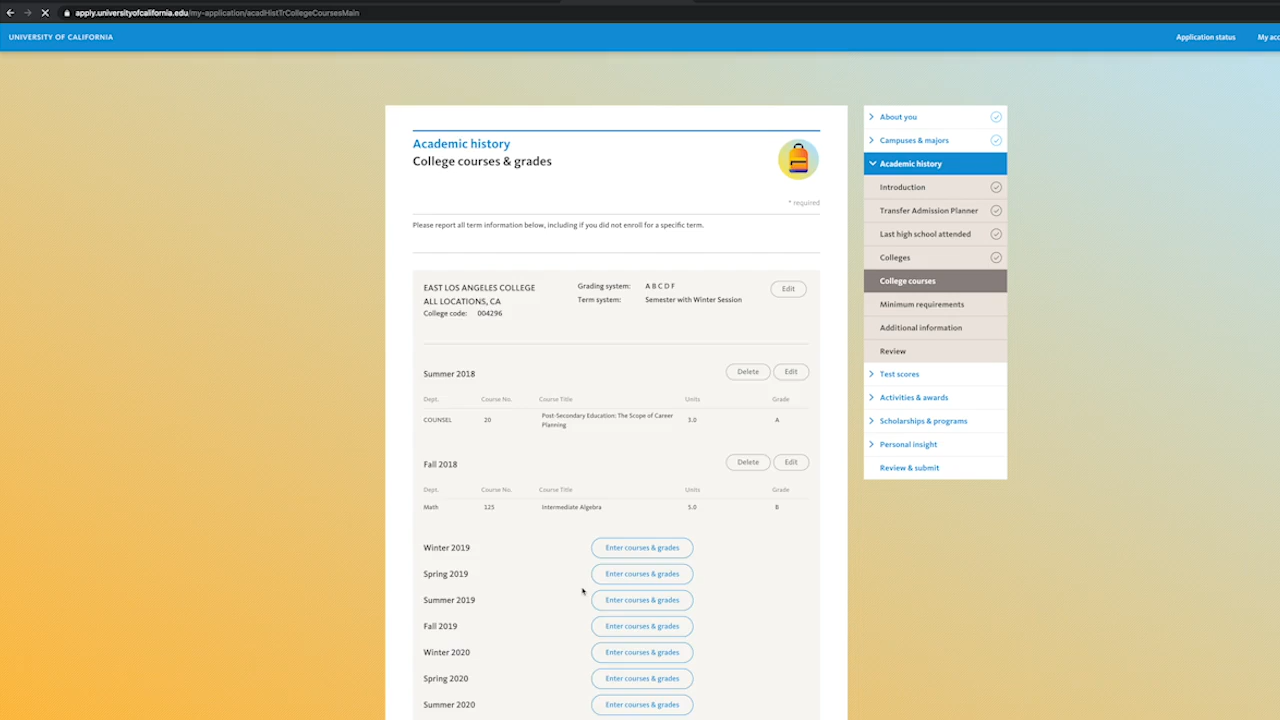 apply.universityofcalifornia.edu/my-application/acadHistTrCollegeCoursesMain
UNIVERSITY OF CALIFORNIA
Application status
My acc
Academic history
College courses & grades
* required
Please report all term information below, including if you did not enroll for a specific term.
EAST LOS ANGELES COLLEGE
ALL LOCATIONS, CA
College code: 004296
Grading system: A B C D F
Term system: Semester with Winter Session
Edit
Summer 2018
Delete
Edit
Dept. Course No. Course Title Units Grade
COUNSEL 20 Post-Secondary Education: The Scope of Career 3.0 A
Planning
Fall 2018
Delete
Edit
Dept. Course No. Course Title Units Grade
Math 125 Intermediate Algebra 5.0 B
Winter 2019 Enter courses & grades
Spring 2019 Enter courses & grades
Summer 2019 Enter courses & grades
Fall 2019 Enter courses & grades
Winter 2020 Enter courses & grades
Spring 2020 Enter courses & grades
Summer 2020 Enter courses & grades
About you
Campuses & majors
Academic history
Introduction
Transfer Admission Planner
Last high school attended
Colleges
College courses
Minimum requirements
Additional information
Review
Test scores
Activities & awards
Scholarships & programs
Personal insight
Review & submit